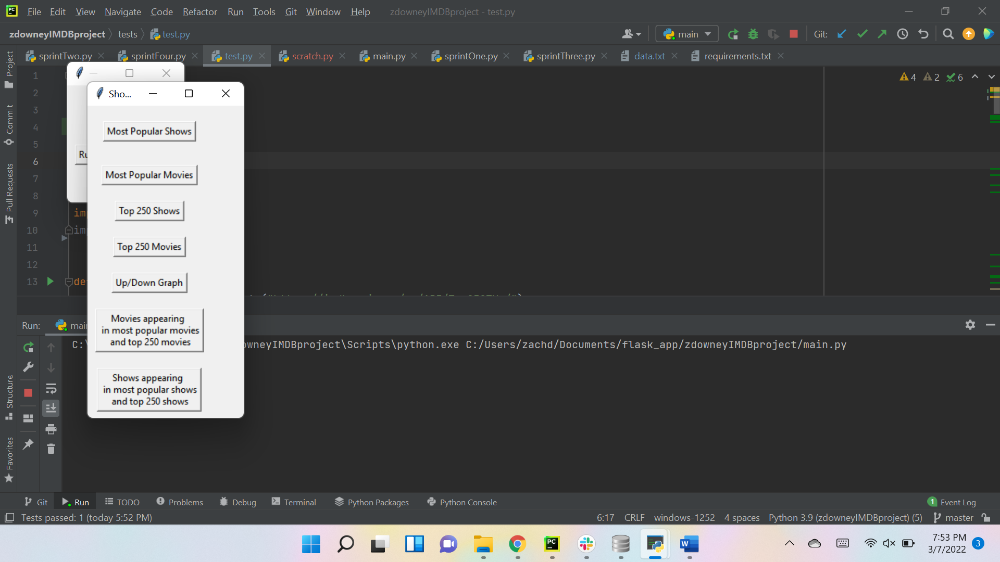 PC File Edit View Navigate Code Refactor Run Tools Git Window Help zdowneyIMDBproject - test.py
zdowneyIMDBproject tests test.py main Git:
sprintTwo.py sprintFour.py test.py scratch.py main.py sprintOne.py sprintThree.py data.txt requirements.txt
Project
Commit
Pull Requests
Structure
Favorites
1
2
3
4
5
6
7
8
9 im
10 im
11
12
13 de
4 2 6
Sho...
Most Popular Shows
Most Popular Movies
Top 250 Shows
Top 250 Movies
Up/Down Graph
Movies appearing
in most popular movies
and top 250 movies
Shows appearing
in most popular shows
and top 250 shows
Ru
Run: main
C:\ owneyIMDBproject\Scripts\python.exe C:/Users/zachd/Documents/flask_app/zdowneyIMDBproject/main.py
Git Run TODO Problems Debug Terminal Python Packages Python Console 1 Event Log
Tests passed: 1 (today 5:52 PM) 6:17 CRLF windows-1252 4 spaces Python 3.9 (zdowneyIMDBproject) (5) master
PC W
7:53 PM
3/7/2022 3